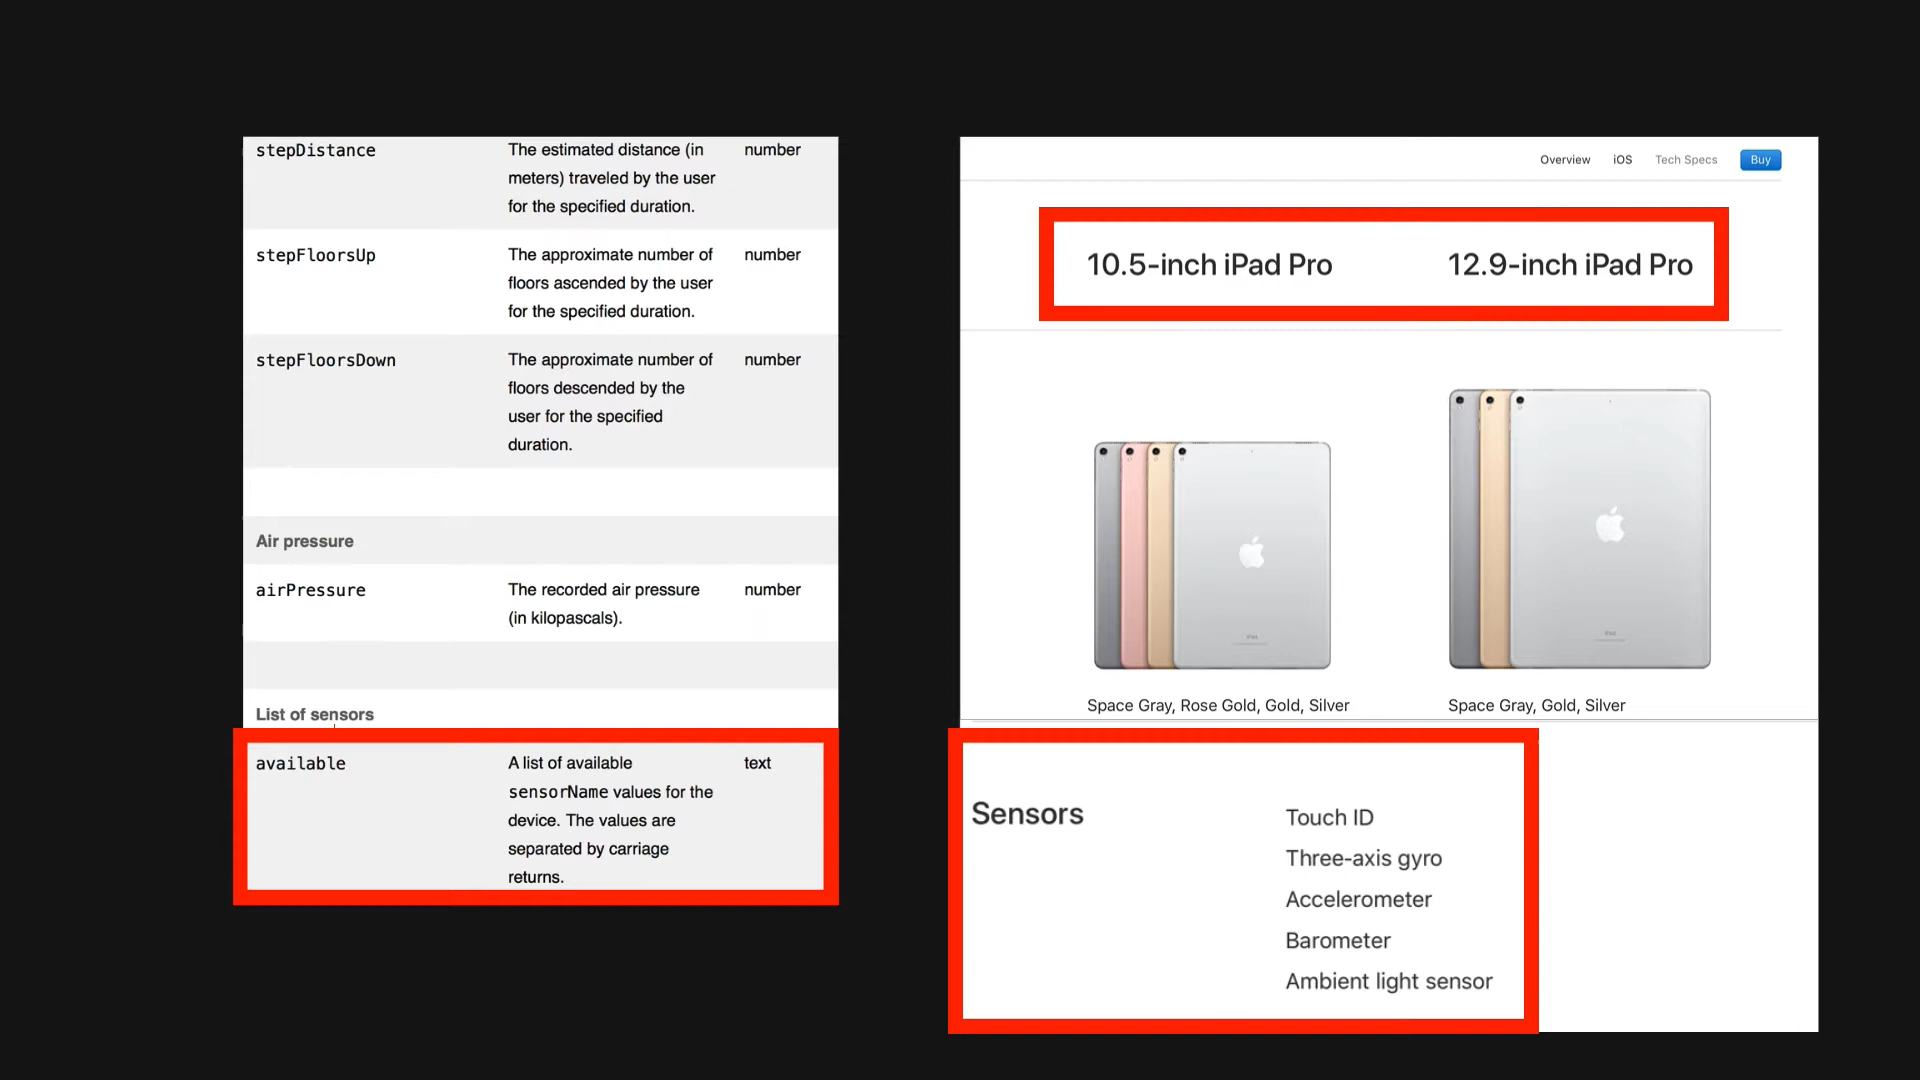 stepDistance
The estimated distance (in
number
meters) traveled by the user
for the specified duration.
stepFloorsUp
The approximate number of
number
floors ascended by the user
for the specified duration.
stepFloorsDown
The approximate number of
number
floors descended by the
user for the specified
duration.
Air pressure
airPressure
The recorded air pressure
number
(in kilopascals).
List of sensors
available
A list of available
text
sensorName values for the
device. The values are
separated by carriage
returns.
Overview
iOS
Tech Specs
Buy
10.5-inch iPad Pro
12.9-inch iPad Pro
iPad
iPad
Space Gray, Rose Gold, Gold, Silver
Space Gray, Gold, Silver
Sensors
Touch ID
Three-axis gyro
Accelerometer
Barometer
Ambient light sensor